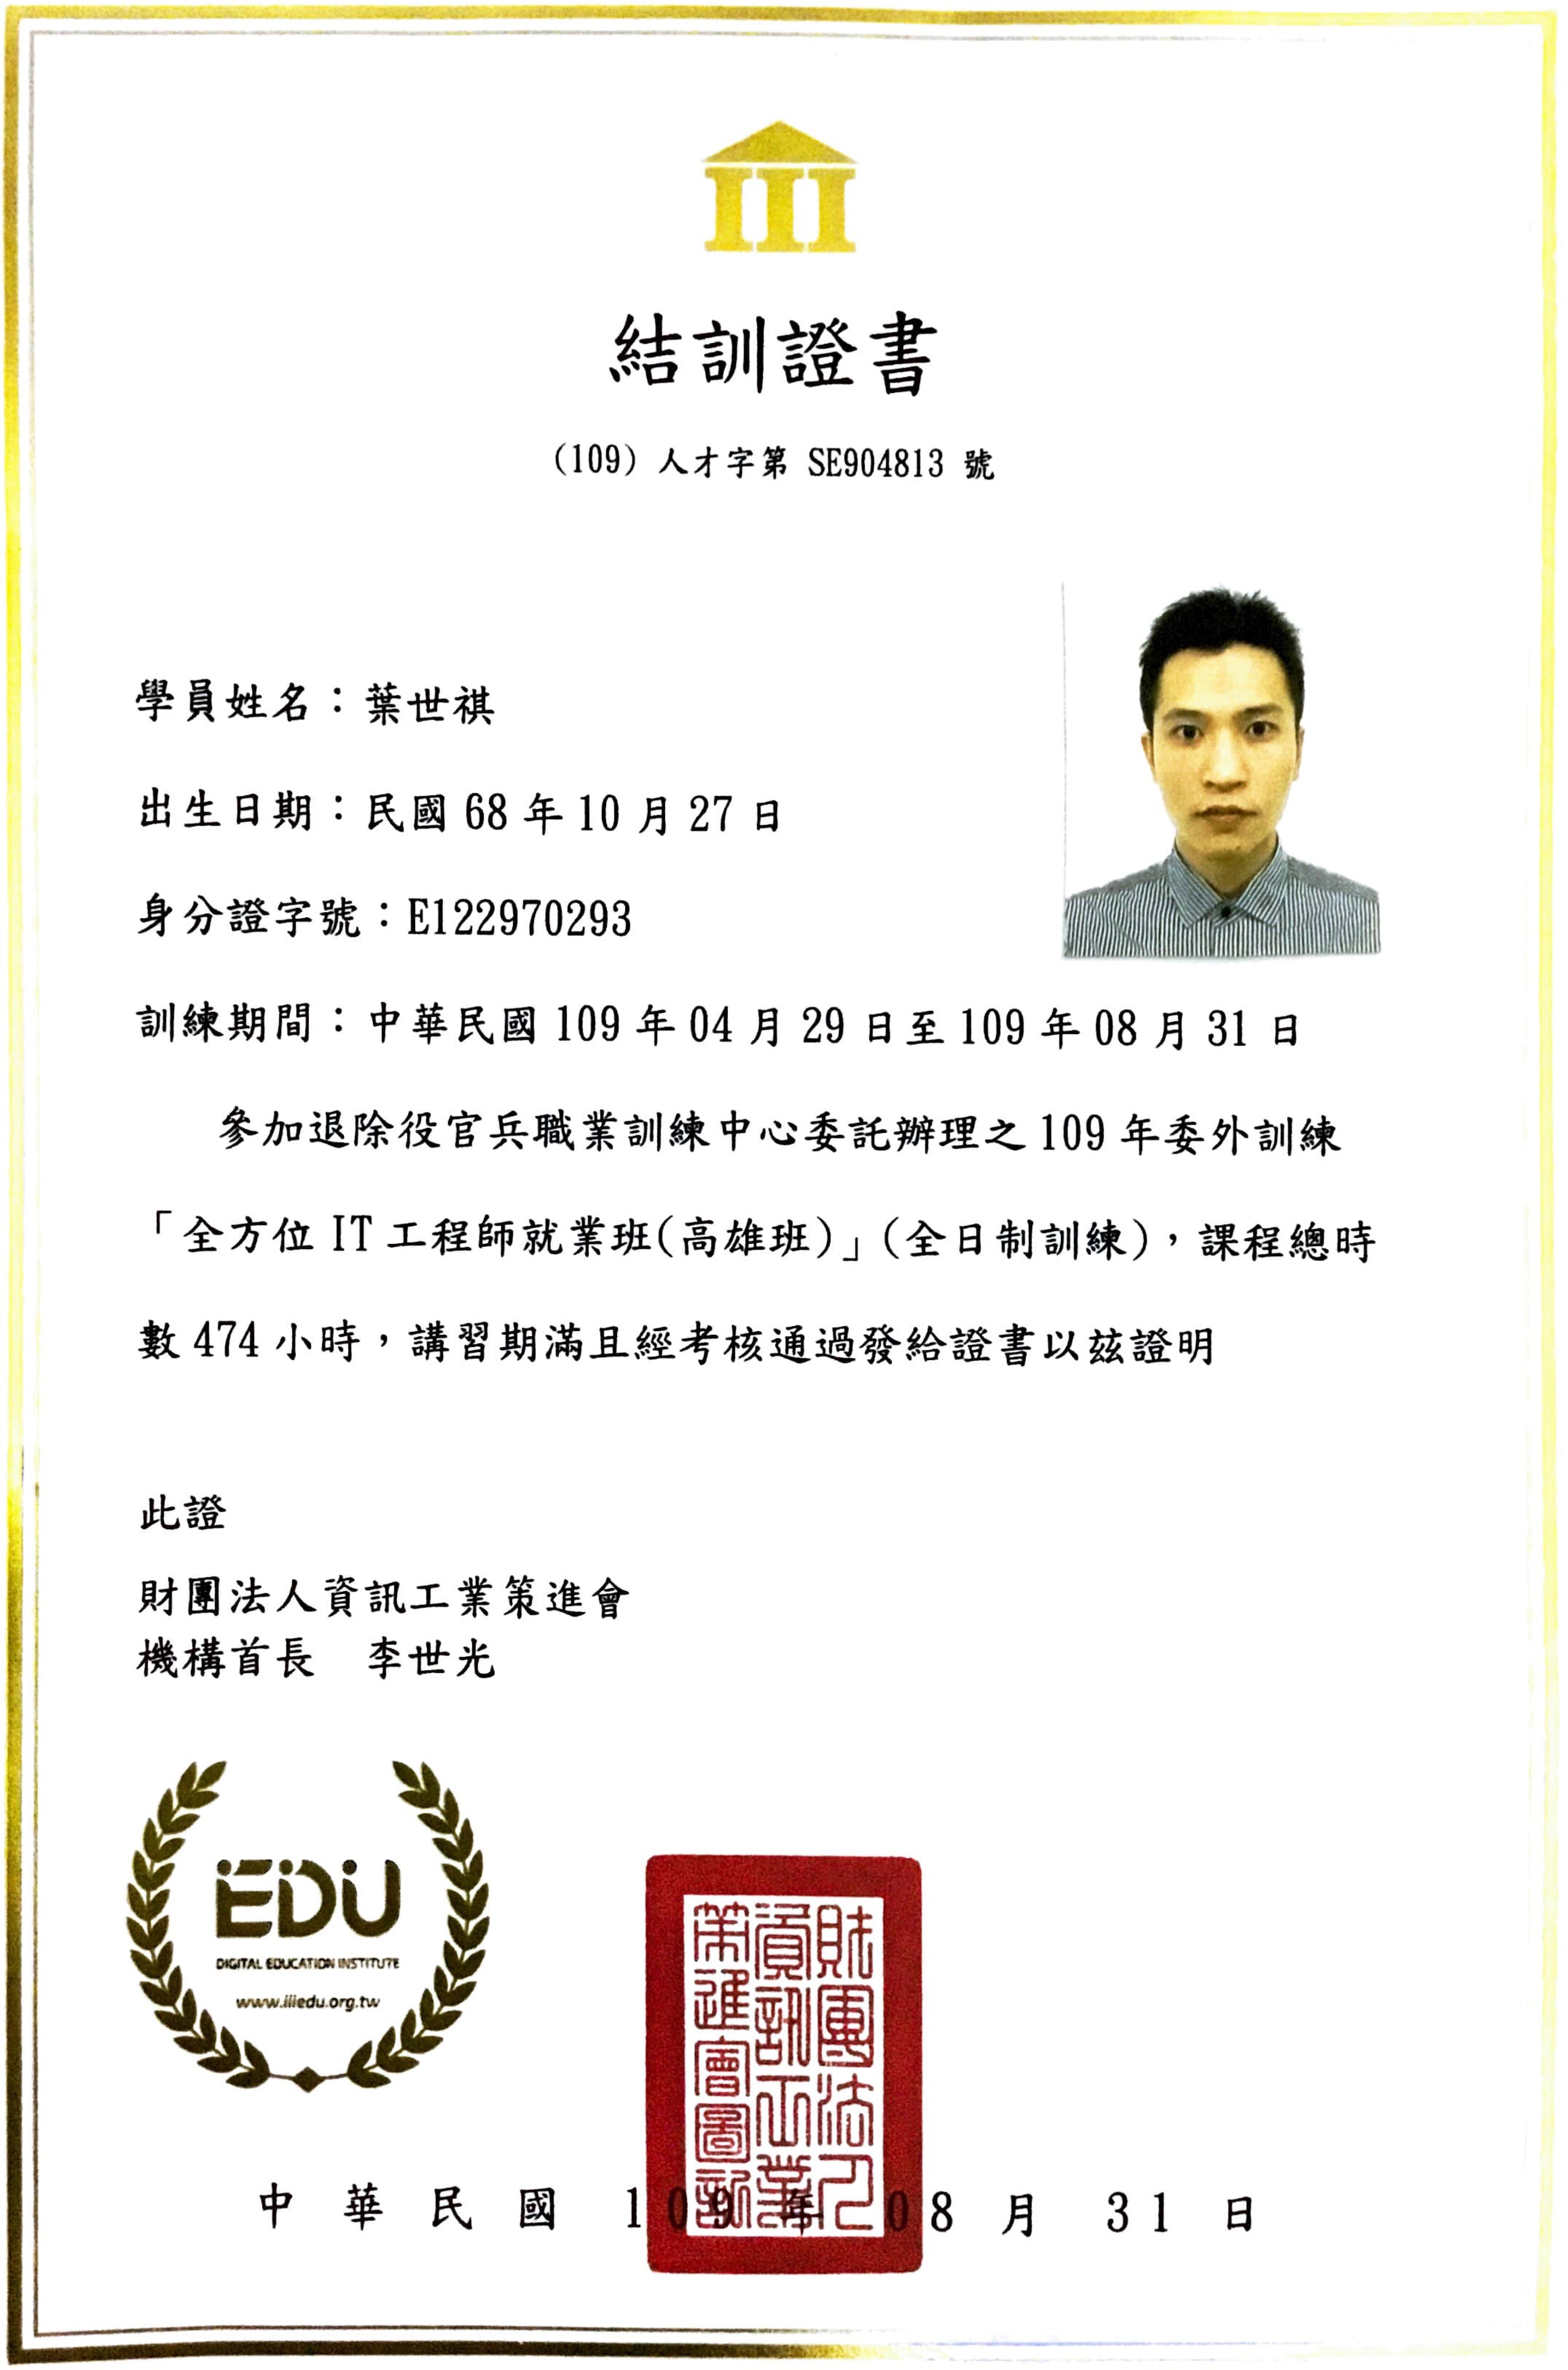 結訓證書
(109) 人才字第 SE904813 號
學員姓名：葉世祺
出生日期：民國 68 年 10 月 27 日
身分證字號：E122970293
訓練期間：中華民國 109 年 04 月 29 日至 109 年 08 月 31 日
參加退除役官兵職業訓練中心委託辦理之 109 年委外訓練
「全方位 IT 工程師就業班(高雄班)」(全日制訓練)，課程總時
數 474 小時，講習期滿且經考核通過發給證書以茲證明
此證
財團法人資訊工業策進會
機構首長　李世光
iEDU
DIGITAL EDUCATION INSTITUTE
www.iiiedu.org.tw
財團法人
資訊工業
策進會圖記
中華民國 109 年 08 月 31 日